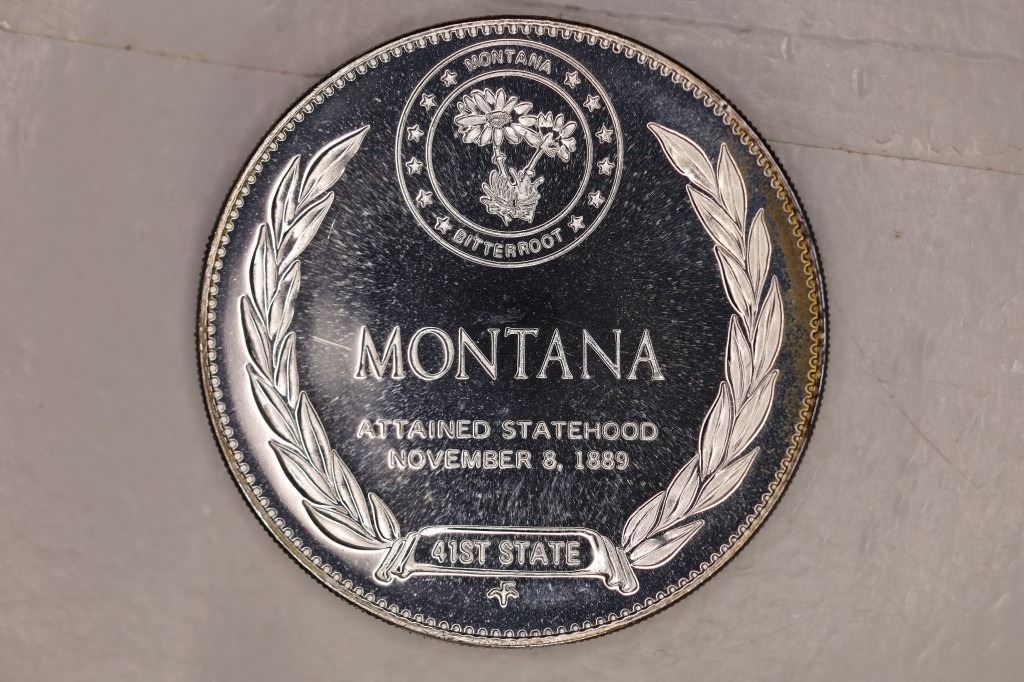 MONTANA
BITTERROOT
MONTANA
ATTAINED STATEHOOD
NOVEMBER 8, 1889
41ST STATE